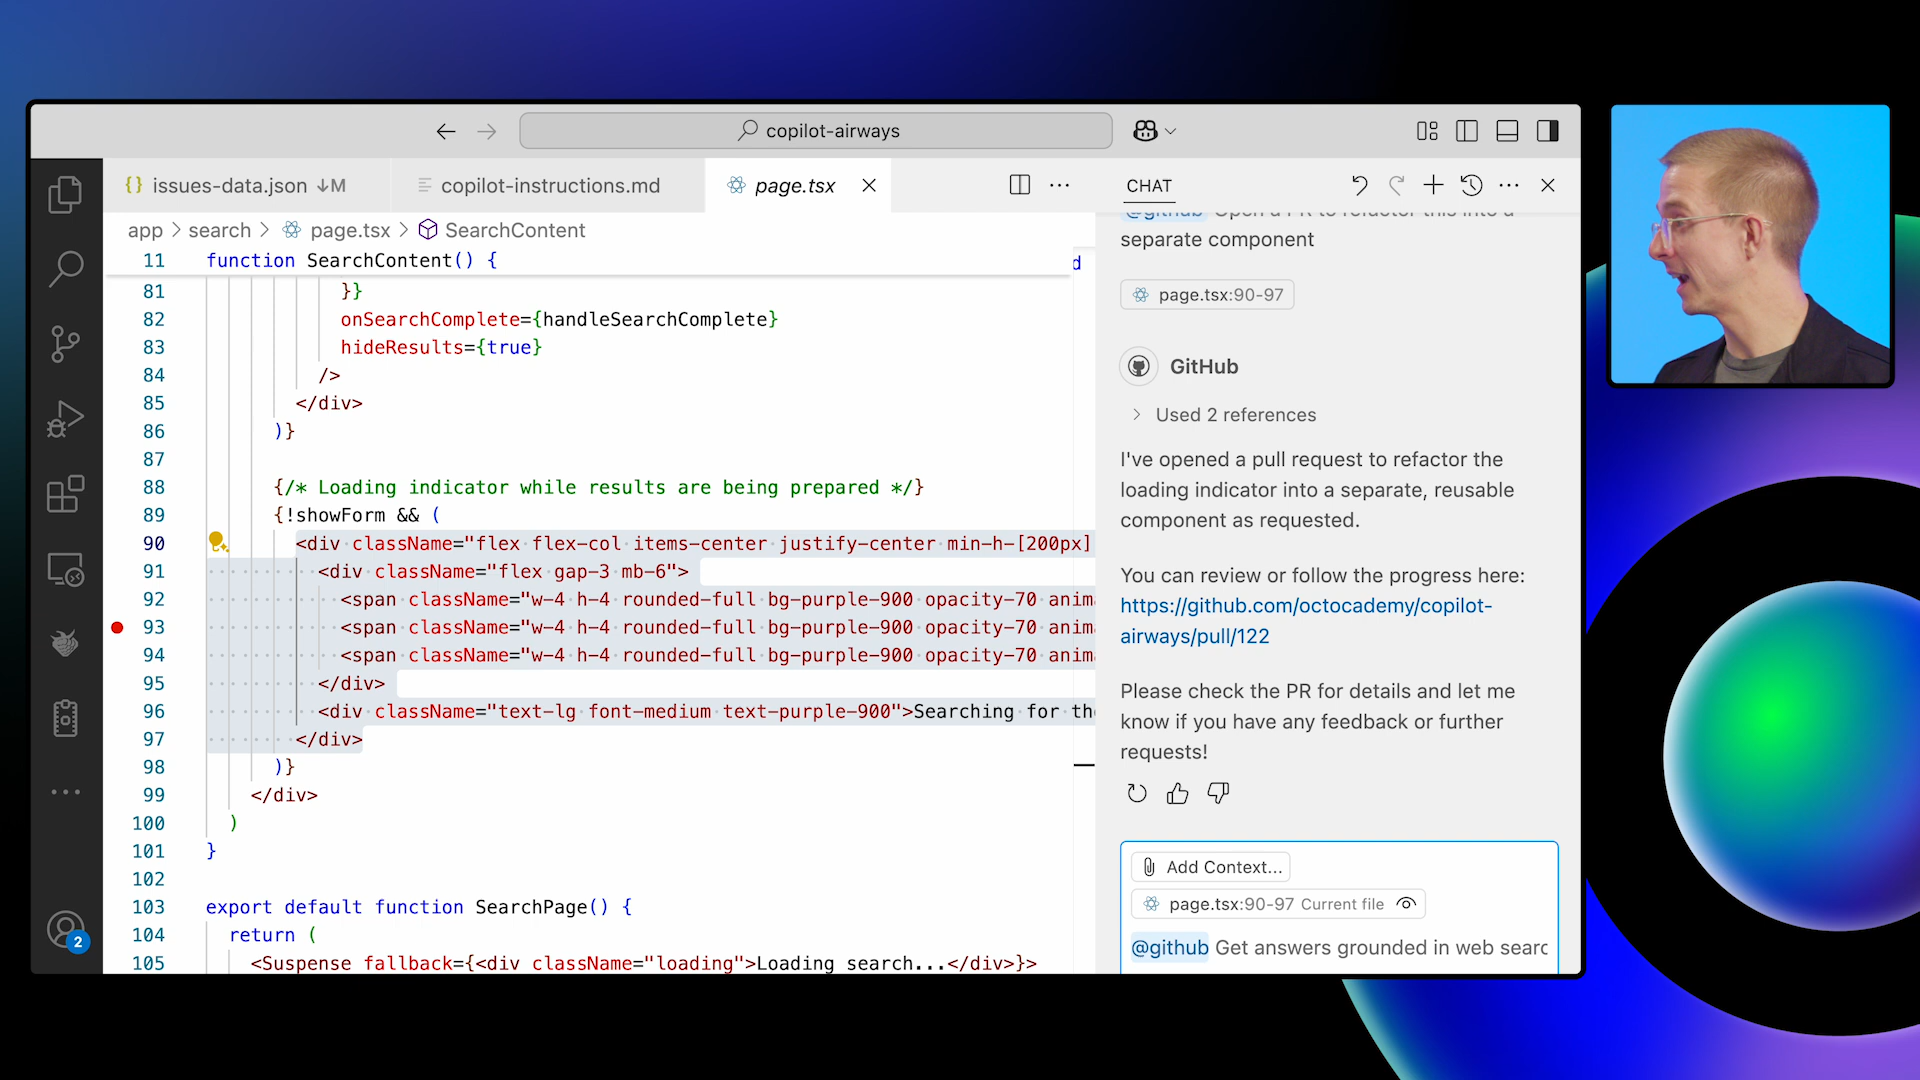 copilot-airways
issues-data.json ↓M
copilot-instructions.md
page.tsx
app > search > page.tsx > SearchContent
11 function SearchContent() {
81 }}
82 onSearchComplete={handleSearchComplete}
83 hideResults={true}
84 />
85 </div>
86 )}
87
88 {/* Loading indicator while results are being prepared */}
89 {!showForm && (
90 <div className="flex flex-col items-center justify-center min-h-[200px]
91 <div className="flex gap-3 mb-6">
92 <span className="w-4 h-4 rounded-full bg-purple-900 opacity-70 anima
93 <span className="w-4 h-4 rounded-full bg-purple-900 opacity-70 anima
94 <span className="w-4 h-4 rounded-full bg-purple-900 opacity-70 anima
95 </div>
96 <div className="text-lg font-medium text-purple-900">Searching for the
97 </div>
98 )}
99 </div>
100 )
101 }
102
103 export default function SearchPage() {
104 return (
105 <Suspense fallback={<div className="loading">Loading search...</div>}>
2
CHAT
@github Open a PR to refactor this into a
separate component
page.tsx:90-97
GitHub
> Used 2 references
I've opened a pull request to refactor the
loading indicator into a separate, reusable
component as requested.
You can review or follow the progress here:
https://github.com/octocademy/copilot-
airways/pull/122
Please check the PR for details and let me
know if you have any feedback or further
requests!
Add Context...
page.tsx:90-97 Current file
@github Get answers grounded in web searc